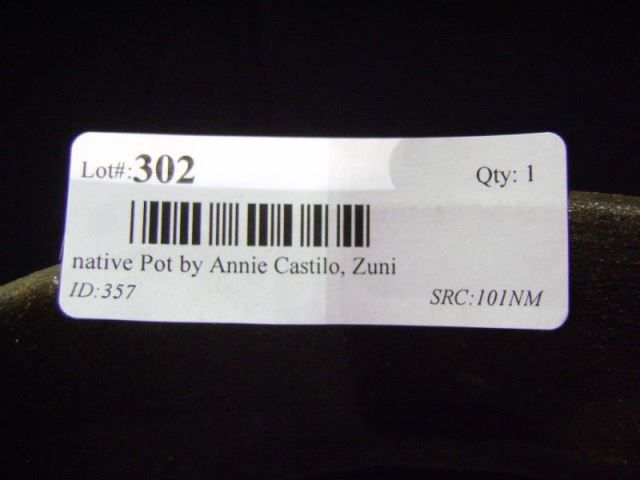 Lot#:302 Qty: 1
native Pot by Annie Castilo, Zuni
ID:357 SRC:101NM